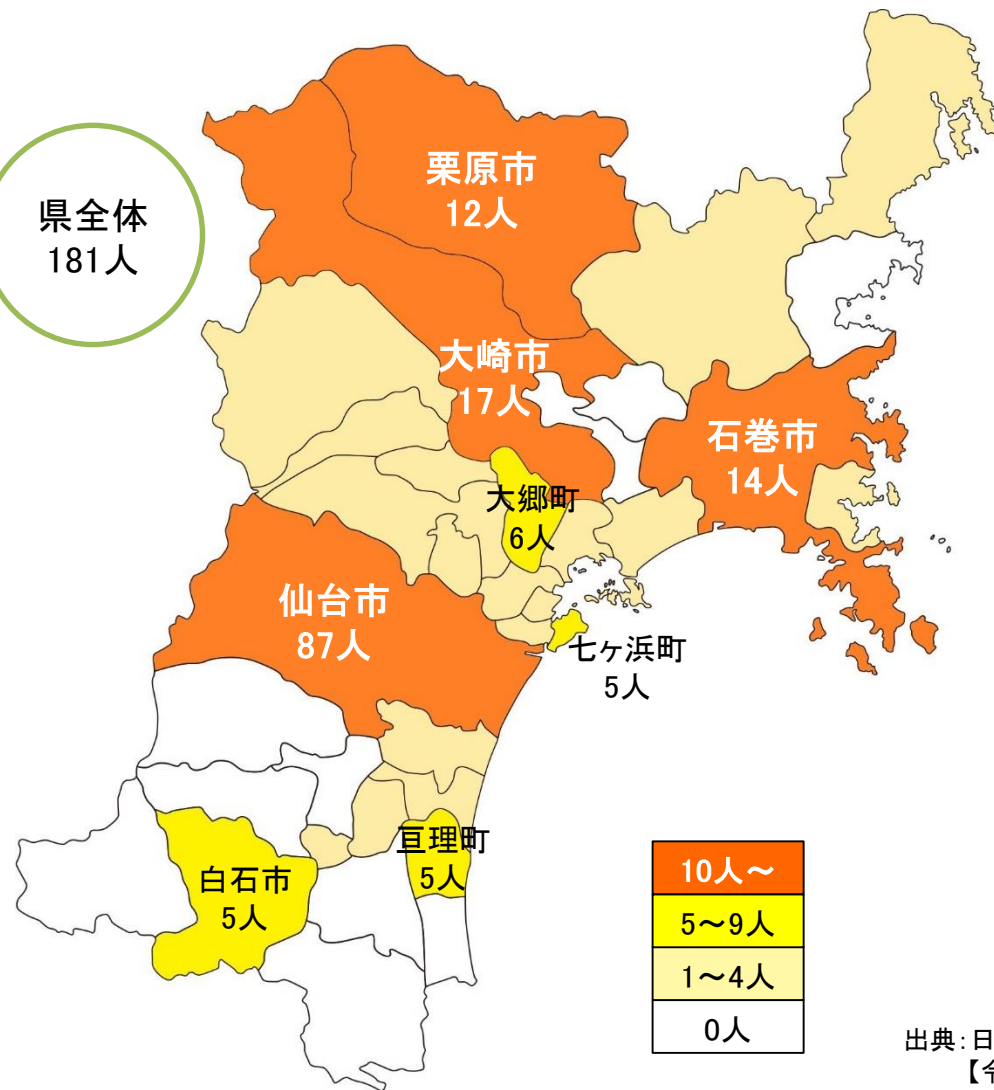 県全体
181人
栗原市
12人
大崎市
17人
石巻市
14人
大郷町
6人
仙台市
87人
七ヶ浜町
5人
亘理町
5人
白石市
5人
10人～
5～9人
1～4人
0人
出典：日
【令